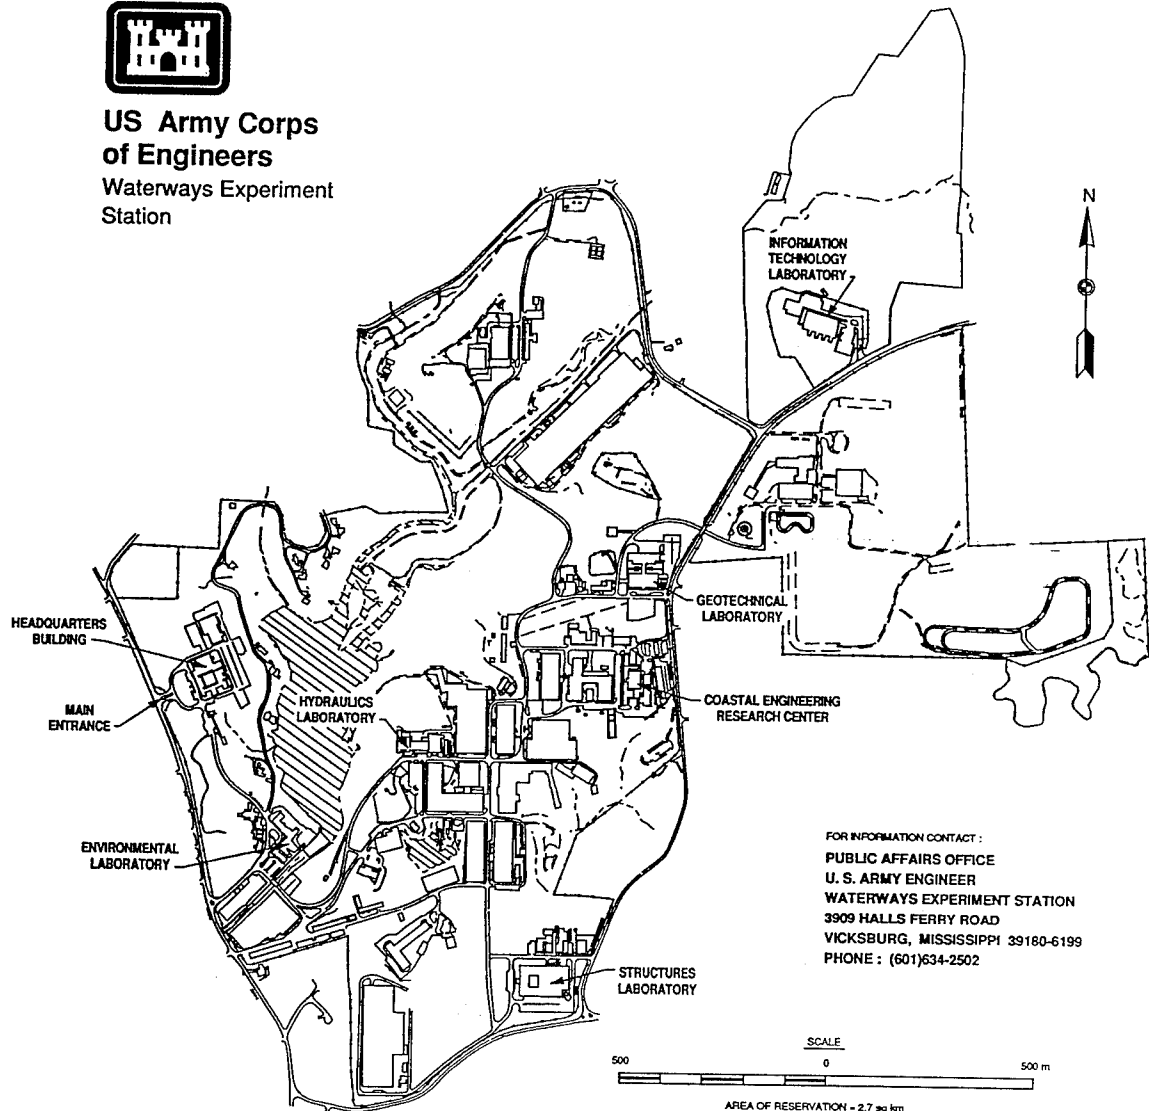 US Army Corps
of Engineers
Waterways Experiment
Station
N
INFORMATION
TECHNOLOGY
LABORATORY
HEADQUARTERS
BUILDING
MAIN
ENTRANCE
HYDRAULICS
LABORATORY
GEOTECHNICAL
LABORATORY
COASTAL ENGINEERING
RESEARCH CENTER
ENVIRONMENTAL
LABORATORY
STRUCTURES
LABORATORY
FOR INFORMATION CONTACT :
PUBLIC AFFAIRS OFFICE
U. S. ARMY ENGINEER
WATERWAYS EXPERIMENT STATION
3909 HALLS FERRY ROAD
VICKSBURG, MISSISSIPPI 39180-6199
PHONE : (601)634-2502
SCALE
500 0 500 m
AREA OF RESERVATION = 2.7 sq km